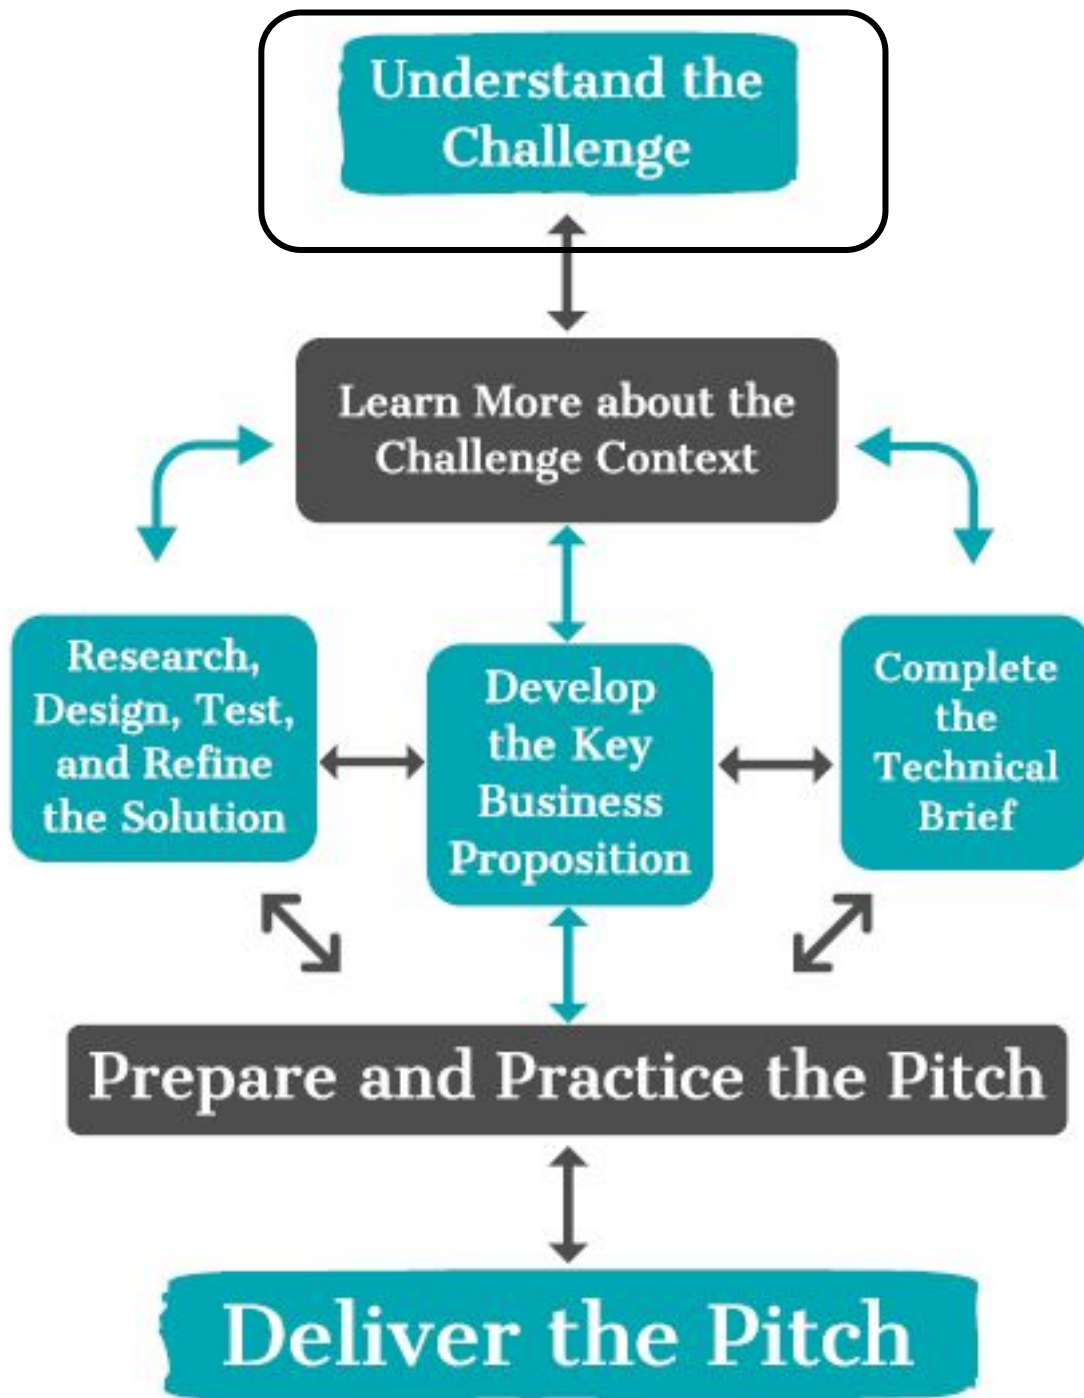 Understand the
Challenge
Learn More about the
Challenge Context
Research,
Design, Test,
and Refine
the Solution
Develop
the Key
Business
Proposition
Complete
the
Technical
Brief
Prepare and Practice the Pitch
Deliver the Pitch